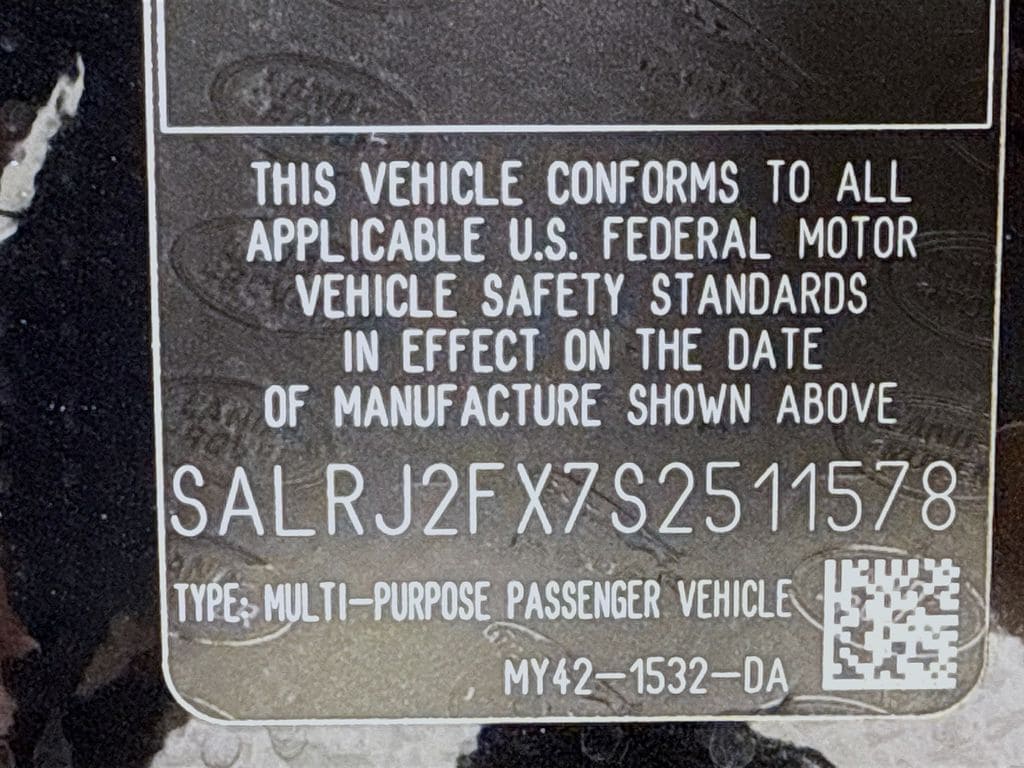 THIS VEHICLE CONFORMS TO ALL
APPLICABLE U.S. FEDERAL MOTOR
VEHICLE SAFETY STANDARDS
IN EFFECT ON THE DATE
OF MANUFACTURE SHOWN ABOVE
SALRJ2FX7S2511578
TYPE: MULTI-PURPOSE PASSENGER VEHICLE
MY42-1532-DA